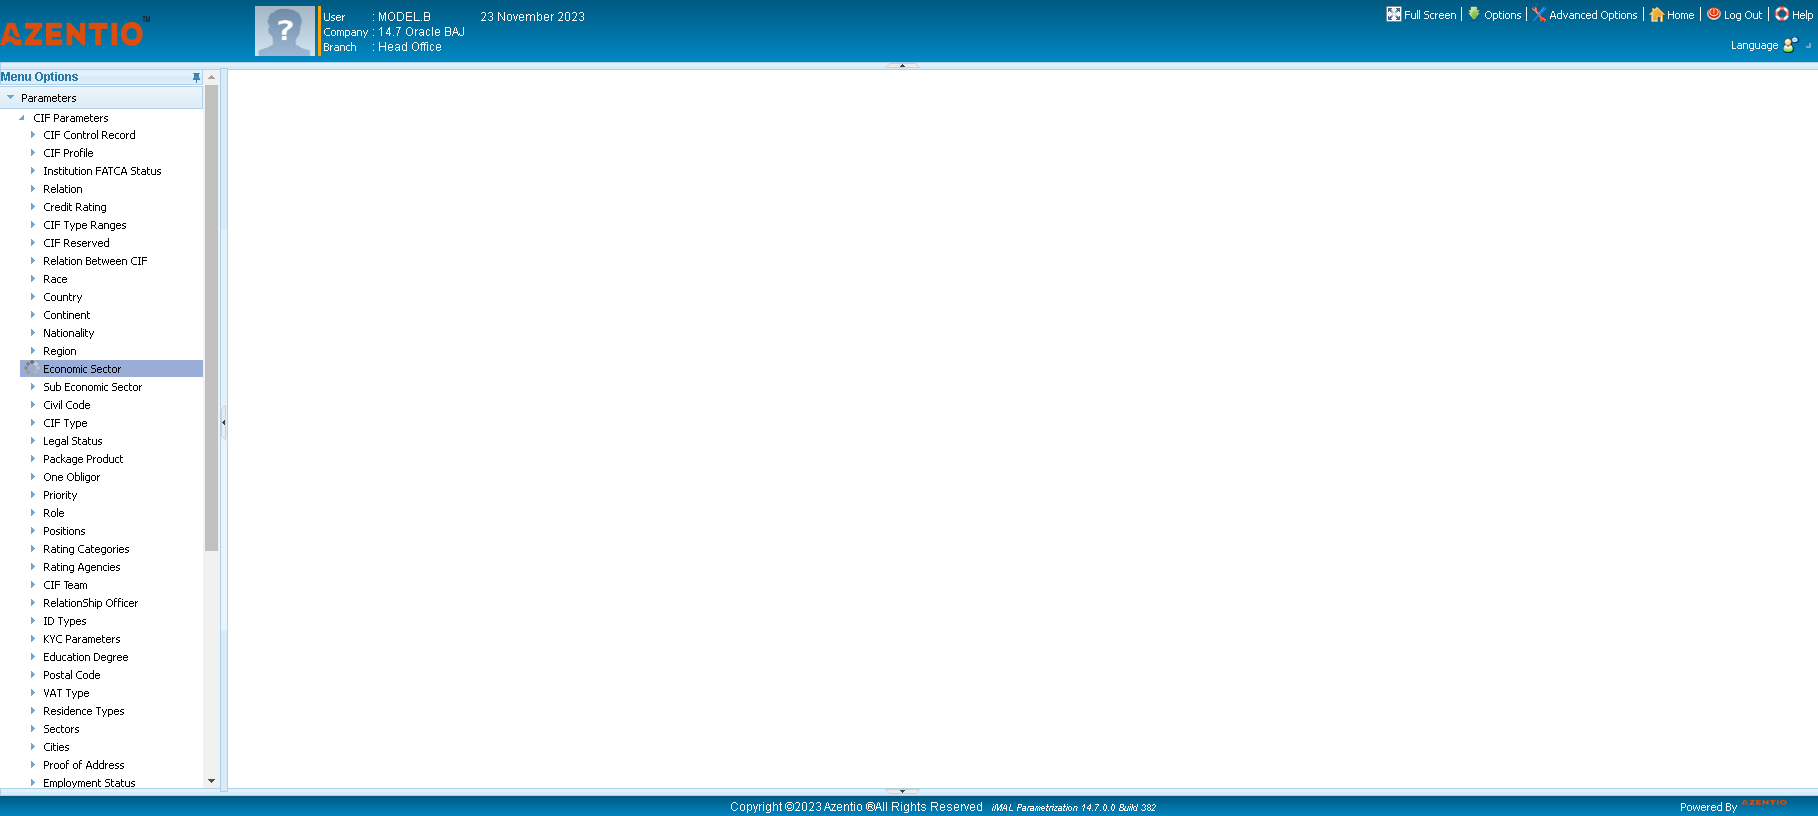 AZENTIO™
User : MODEL.B 23 November 2023
Company : 14.7 Oracle BAJ
Branch : Head Office
Full Screen | Options | Advanced Options | Home | Log Out | Help
Language
Menu Options
Parameters
CIF Parameters
CIF Control Record
CIF Profile
Institution FATCA Status
Relation
Credit Rating
CIF Type Ranges
CIF Reserved
Relation Between CIF
Race
Country
Continent
Nationality
Region
Economic Sector
Sub Economic Sector
Civil Code
CIF Type
Legal Status
Package Product
One Obligor
Priority
Role
Positions
Rating Categories
Rating Agencies
CIF Team
RelationShip Officer
ID Types
KYC Parameters
Education Degree
Postal Code
VAT Type
Residence Types
Sectors
Cities
Proof of Address
Employment Status
Copyright ©2023 Azentio ®All Rights Reserved iMAL Parametrization 14.7.0.0 Build 382
Powered By AZENTIO